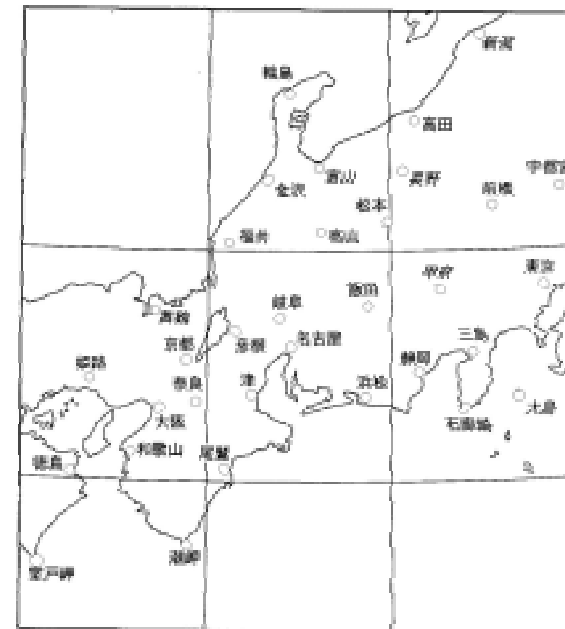 新潟
輪島
高田
富山
長野
宇都宮
金沢
前橋
松本
福井
高山
甲府
東京
飯田
岐阜
舞鶴
彦根
名古屋
三島
京都
静岡
姫路
奈良
津
浜松
大島
大阪
石廊崎
和歌山
尾鷲
徳島
潮岬
室戸岬